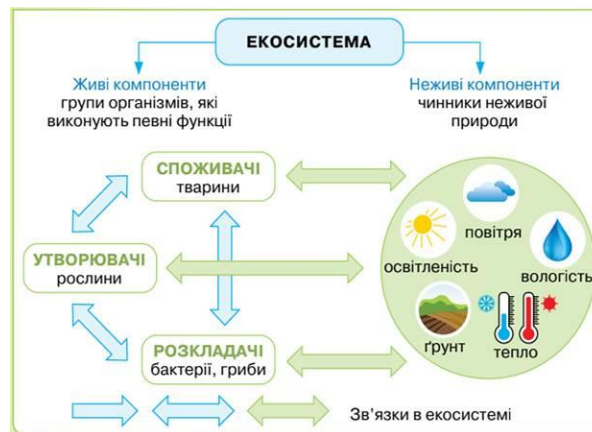 ЕКОСИСТЕМА
Живі компоненти
групи організмів, які
виконують певні функції
Неживі компоненти
чинники неживої
природи
СПОЖИВАЧІ
тварини
УТВОРЮВАЧІ
рослини
РОЗКЛАДАЧІ
бактерії, гриби
повітря
освітленість
вологість
ґрунт
тепло
Зв'язки в екосистемі